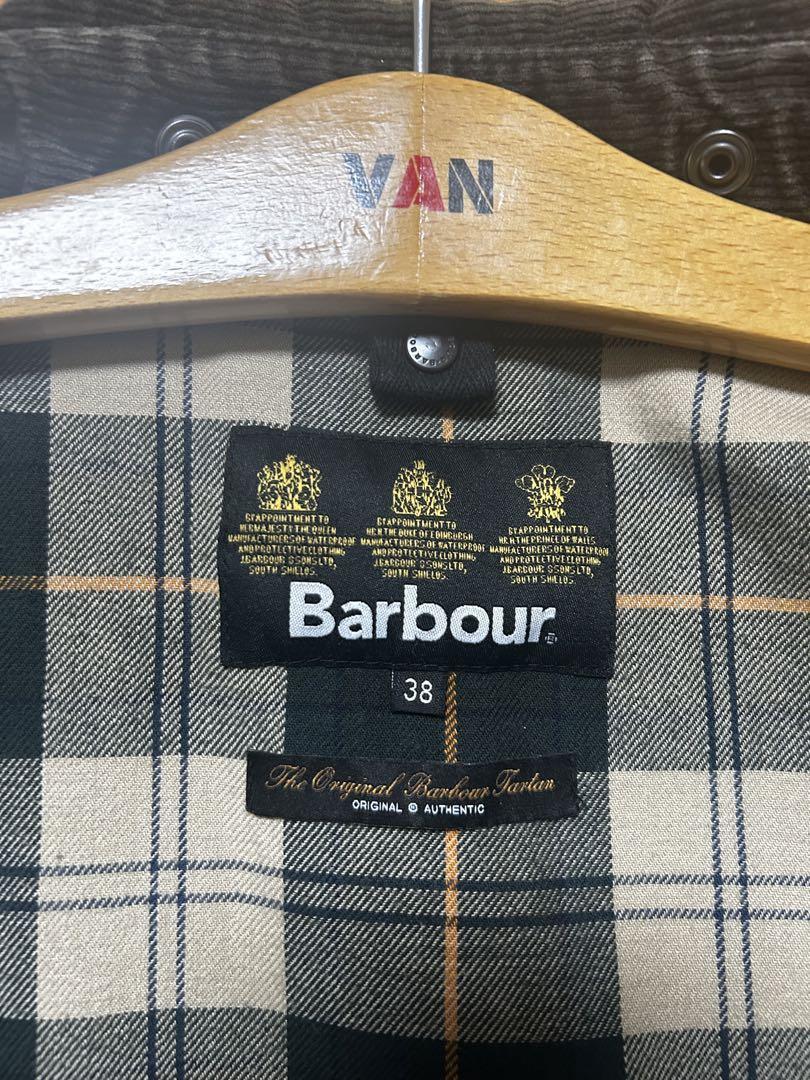 VAN
BARBO
BY APPOINTMENT TO
HER MAJESTY THE QUEEN
MANUFACTURERS OF WATERPROOF
AND PROTECTIVE CLOTHING
J.BARBOUR & SONS LTD,
SOUTH SHIELDS.
BY APPOINTMENT TO
H.R.H. THE DUKE OF EDINBURGH
MANUFACTURERS OF WATERPROOF
AND PROTECTIVE CLOTHING
J.BARBOUR & SONS LTD,
SOUTH SHIELDS.
BY APPOINTMENT TO
H.R.H. THE PRINCE OF WALES
MANUFACTURERS OF WATERPROOF
AND PROTECTIVE CLOTHING
J.BARBOUR & SONS LTD,
SOUTH SHIELDS.
Barbour
38
The Original Barbour Tartan
ORIGINAL © AUTHENTIC